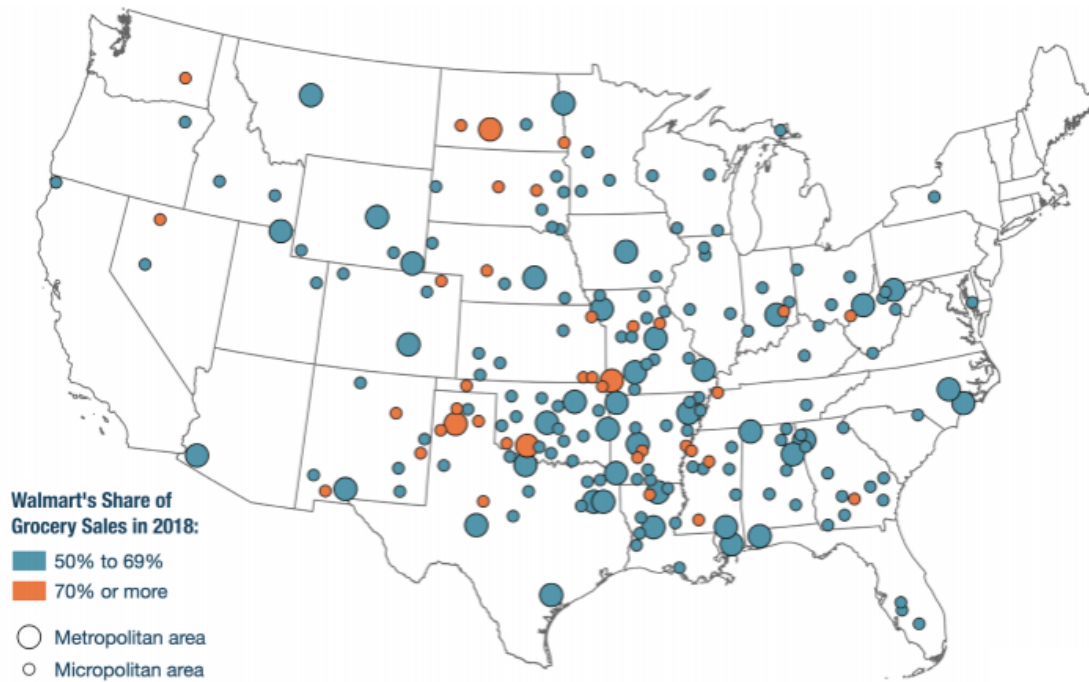 Walmart's Share of
Grocery Sales in 2018:
50% to 69%
70% or more
Metropolitan area
Micropolitan area